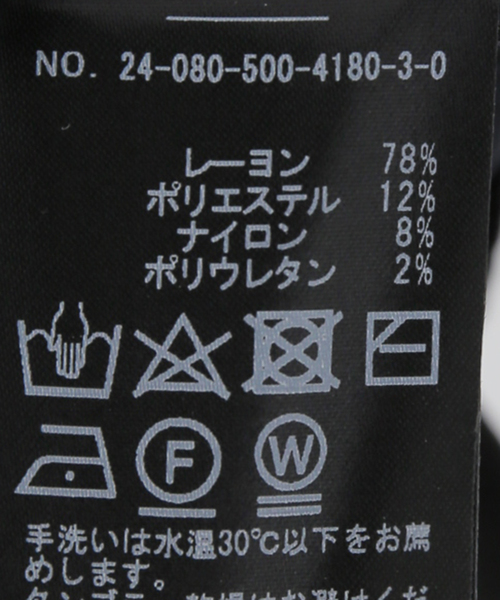 NO. 24-080-500-4180-3-0
レーヨン 78%
ポリエステル 12%
ナイロン 8%
ポリウレタン 2%
F
W
手洗いは水温30℃以下をお薦
めします。